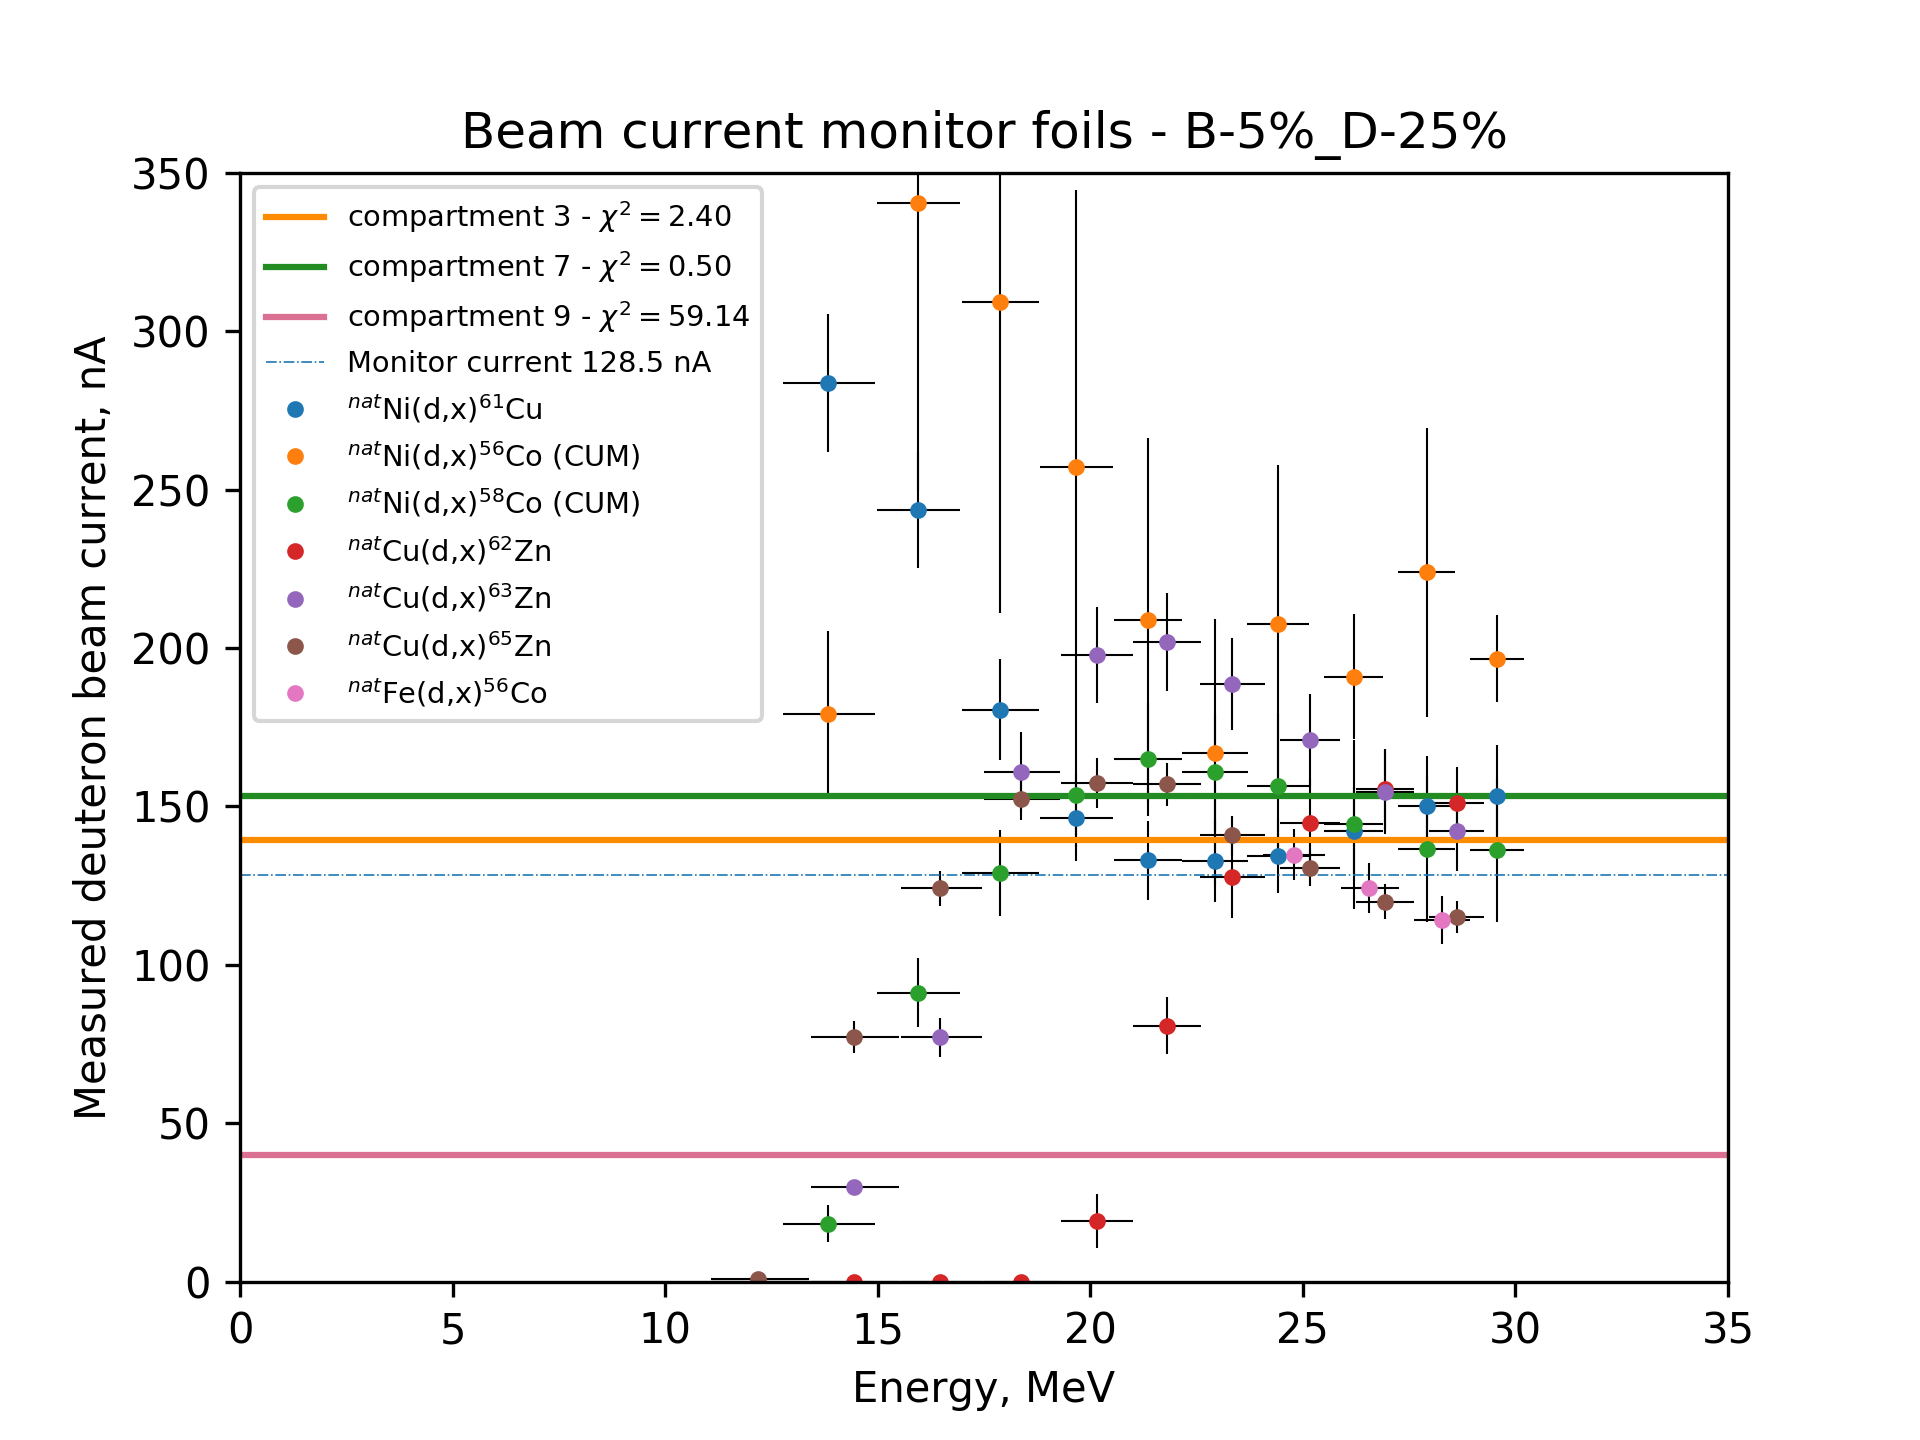 Beam current monitor foils - B-5%_D-25%
350
300
250
200
150
100
50
0
Measured deuteron beam current, nA
compartment 3 - χ² = 2.40
compartment 7 - χ² = 0.50
compartment 9 - χ² = 59.14
Monitor current 128.5 nA
ⁿᵃᵗNi(d,x)⁶¹Cu
ⁿᵃᵗNi(d,x)⁵⁶Co (CUM)
ⁿᵃᵗNi(d,x)⁵⁸Co (CUM)
ⁿᵃᵗCu(d,x)⁶²Zn
ⁿᵃᵗCu(d,x)⁶³Zn
ⁿᵃᵗCu(d,x)⁶⁵Zn
ⁿᵃᵗFe(d,x)⁵⁶Co
0 5 10 15 20 25 30 35
Energy, MeV